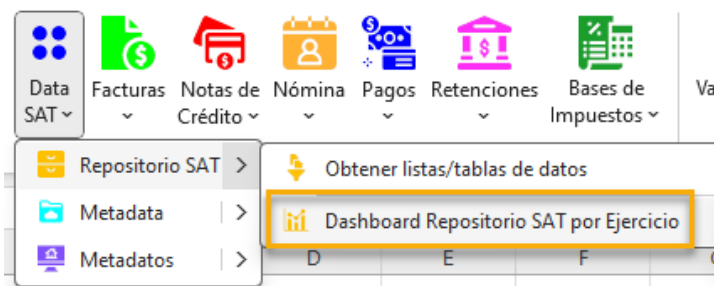 Data
SAT
Facturas
Notas de
Crédito
Nómina
Pagos
Retenciones
Bases de
Impuestos
Va
Repositorio SAT
Obtener listas/tablas de datos
Metadata
Dashboard Repositorio SAT por Ejercicio
Metadatos
D
E
F